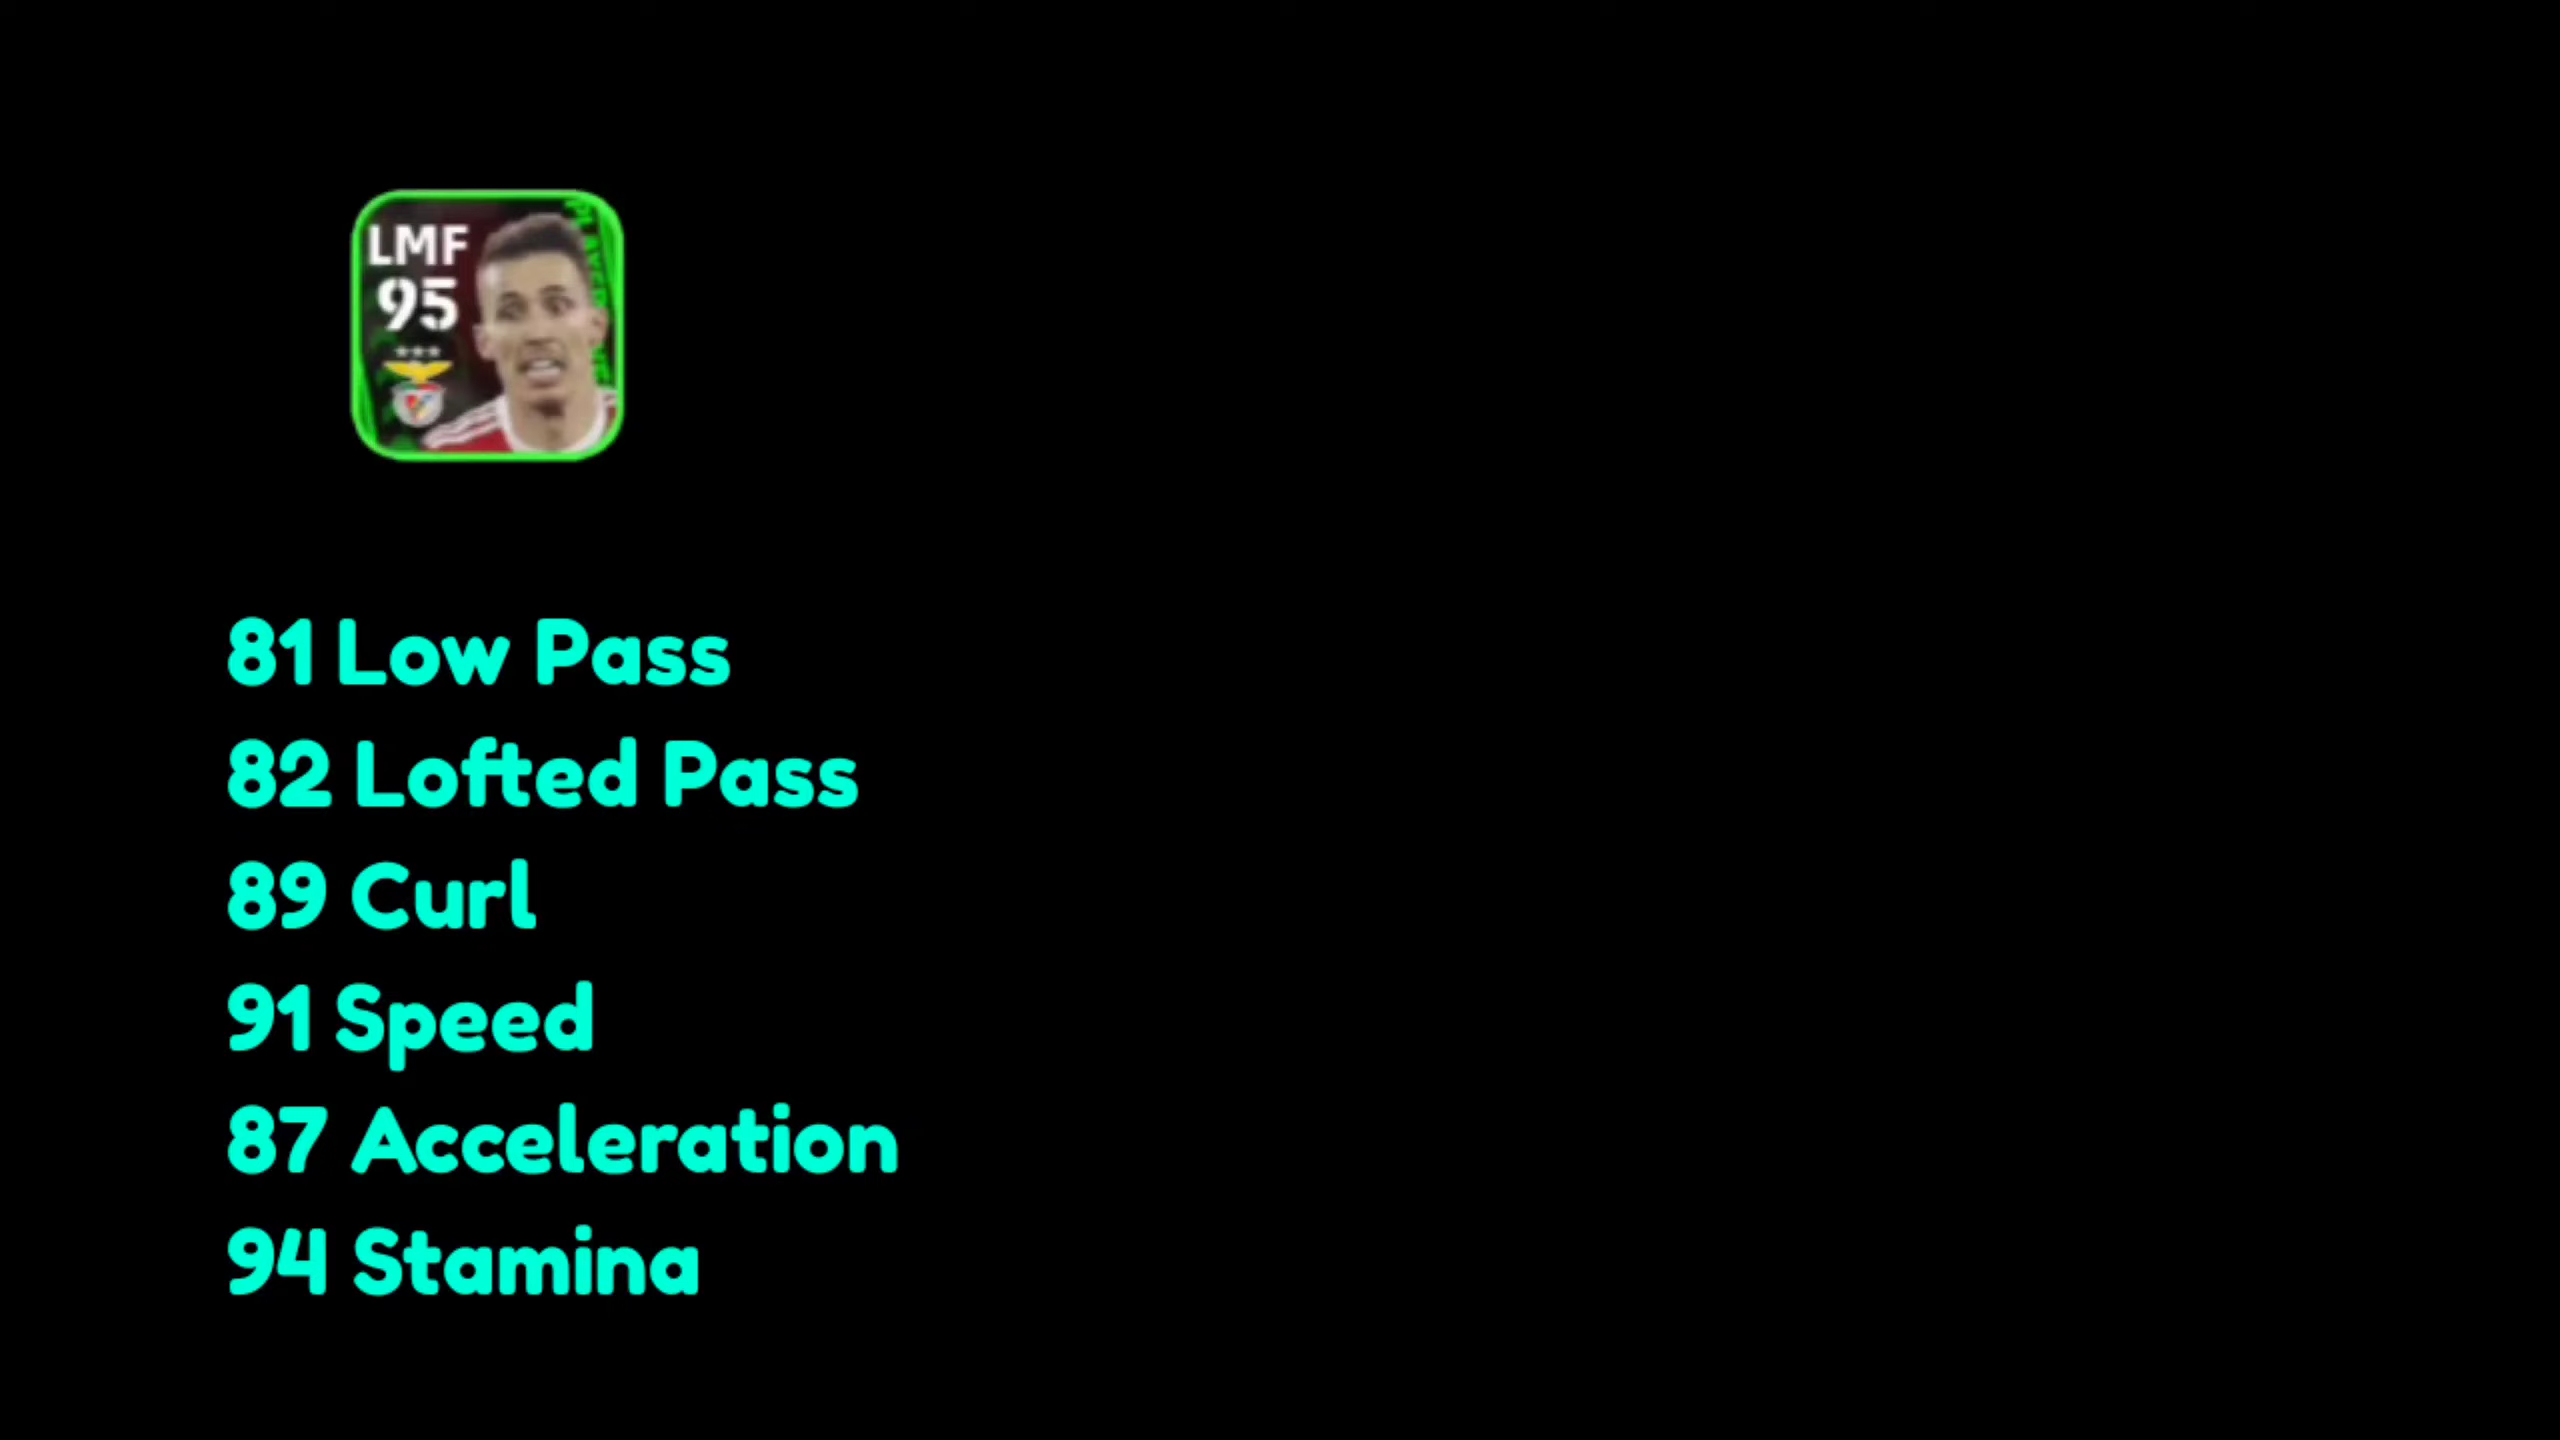 LMF
95
81 Low Pass
82 Lofted Pass
89 Curl
91 Speed
87 Acceleration
94 Stamina